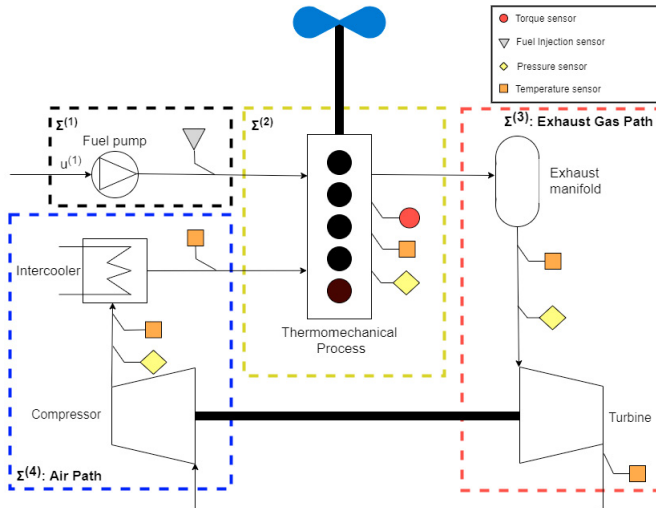 Torque sensor
Fuel Injection sensor
Pressure sensor
Temperature sensor
Σ(1)
Fuel pump
u(1)
Σ(2)
Σ(3): Exhaust Gas Path
Exhaust
manifold
Intercooler
Thermomechanical
Process
Compressor
Turbine
Σ(4): Air Path